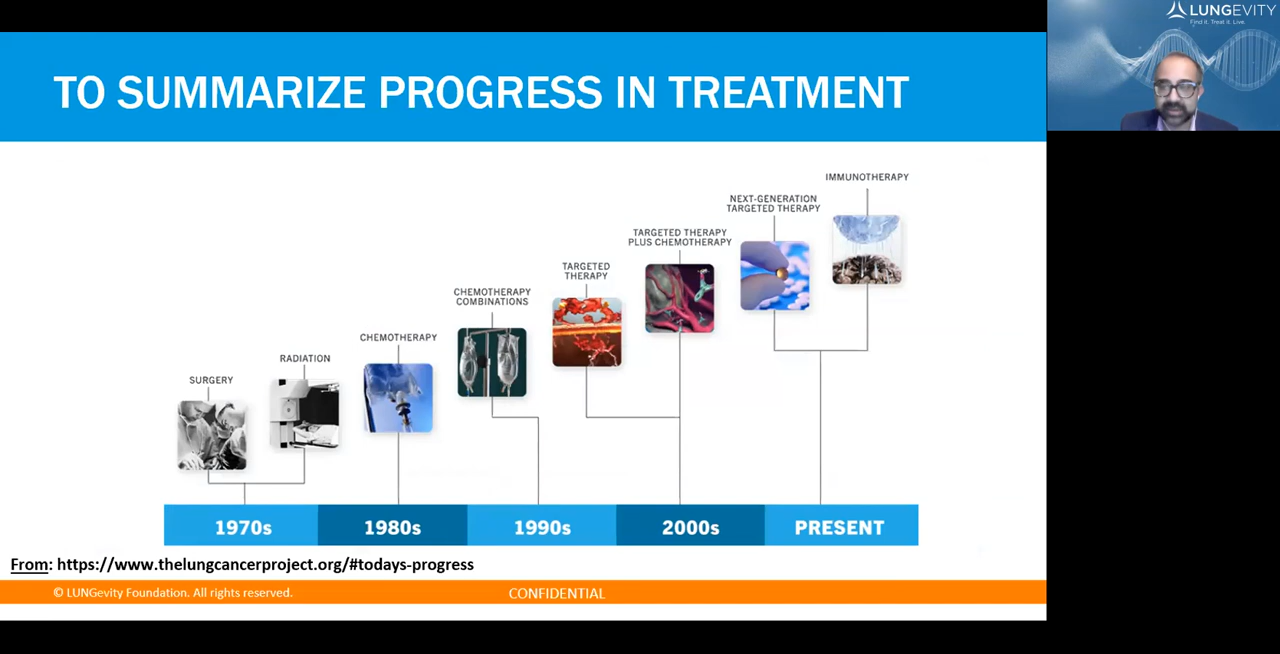 LUNGEVITY
Find it. Treat it. Live.
TO SUMMARIZE PROGRESS IN TREATMENT
IMMUNOTHERAPY
NEXT-GENERATION
TARGETED THERAPY
TARGETED THERAPY
PLUS CHEMOTHERAPY
TARGETED
THERAPY
CHEMOTHERAPY
COMBINATIONS
CHEMOTHERAPY
RADIATION
SURGERY
1970s
1980s
1990s
2000s
PRESENT
From: https://www.thelungcancerproject.org/#todays-progress
© LUNGevity Foundation. All rights reserved.
CONFIDENTIAL